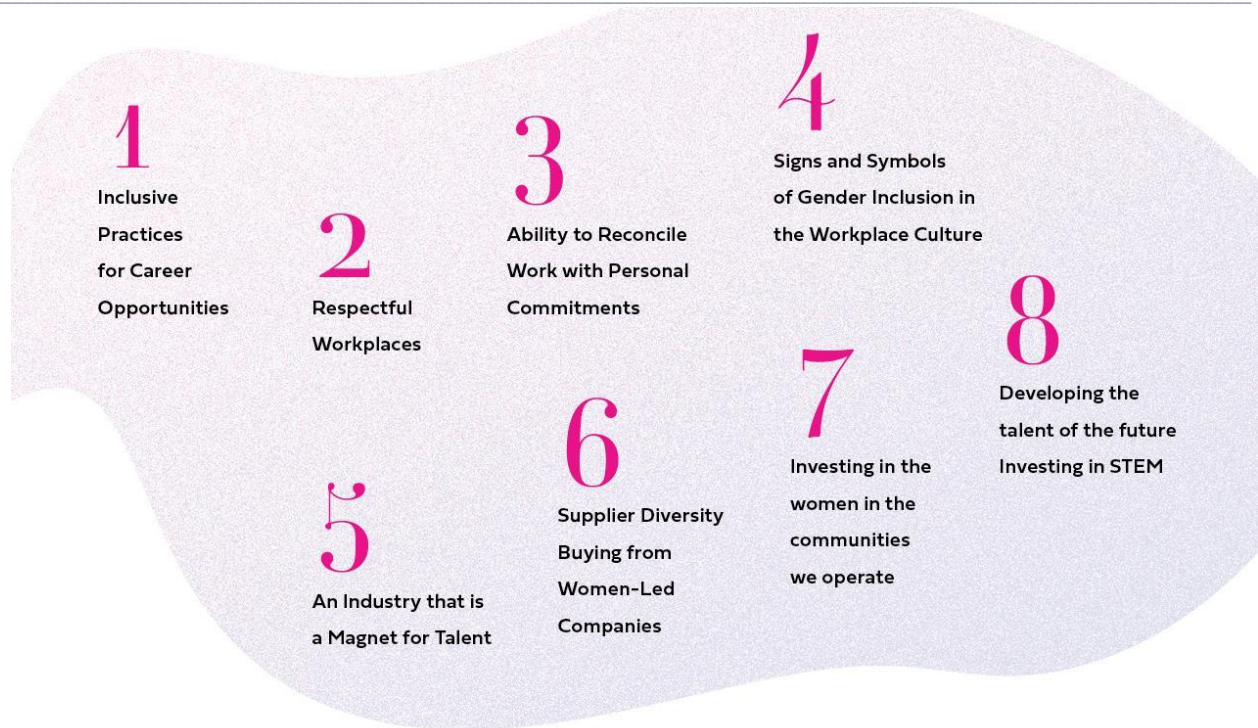 1
Inclusive
Practices
for Career
Opportunities
2
Respectful
Workplaces
3
Ability to Reconcile
Work with Personal
Commitments
4
Signs and Symbols
of Gender Inclusion in
the Workplace Culture
5
An Industry that is
a Magnet for Talent
6
Supplier Diversity
Buying from
Women-Led
Companies
7
Investing in the
women in the
communities
we operate
8
Developing the
talent of the future
Investing in STEM